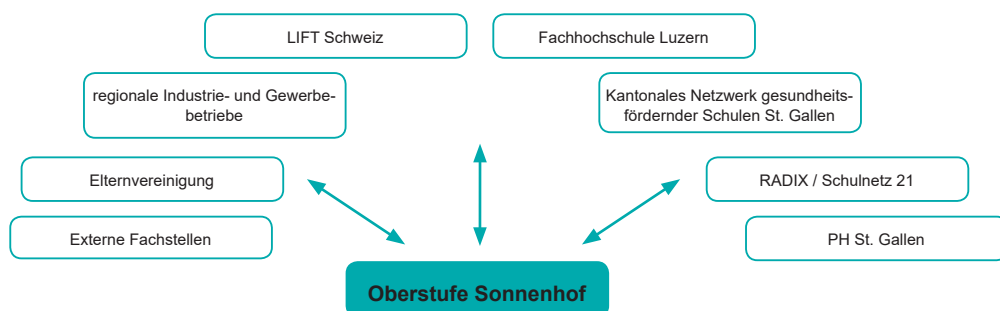 LIFT Schweiz
Fachhochschule Luzern
regionale Industrie- und Gewerbe-
betriebe
Kantonales Netzwerk gesundheits-
fördernder Schulen St. Gallen
Elternvereinigung
RADIX / Schulnetz 21
Externe Fachstellen
PH St. Gallen
Oberstufe Sonnenhof